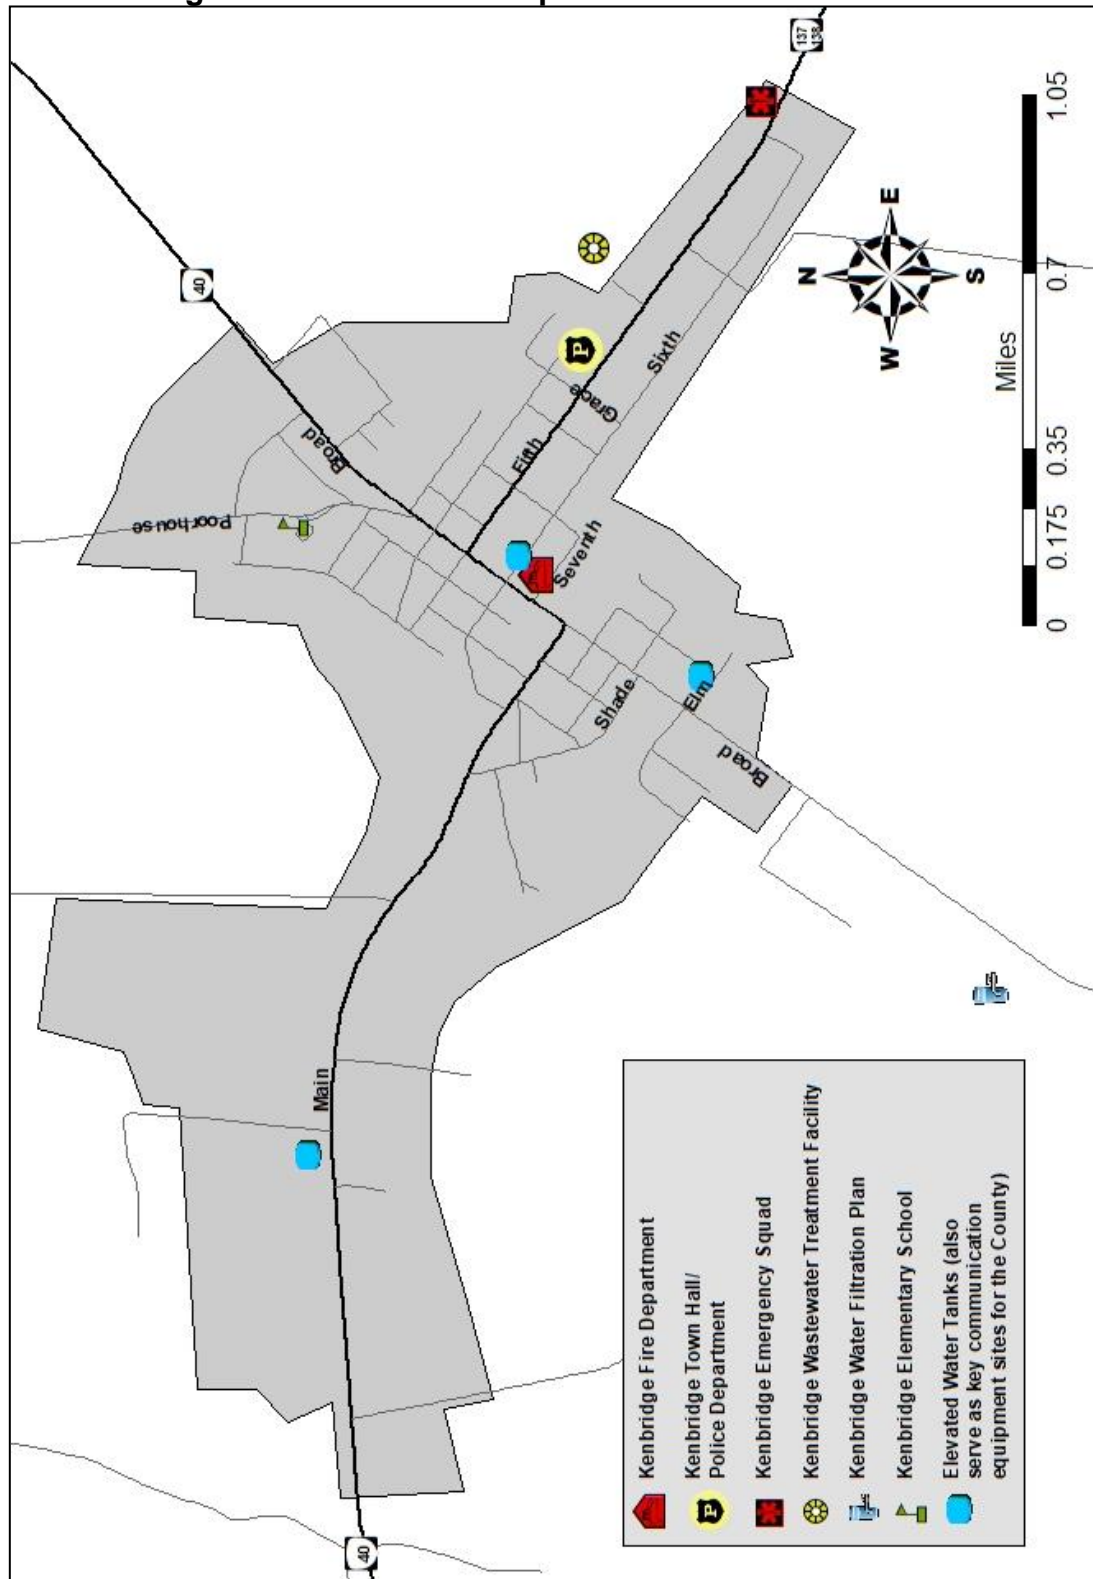 40
137
138
Poorhouse
Broad
Fifth
Grace
Sixth
Seventh
Main
Shade
Elm
Broad
40
N
W
E
S
Miles
0
0.175
0.35
0.7
1.05
Kenbridge Fire Department
Kenbridge Town Hall/
Police Department
Kenbridge Emergency Squad
Kenbridge Wastewater Treatment Facility
Kenbridge Water Filtration Plan
Kenbridge Elementary School
Elevated Water Tanks (also
serve as key communication
equipment sites for the County)
P
P